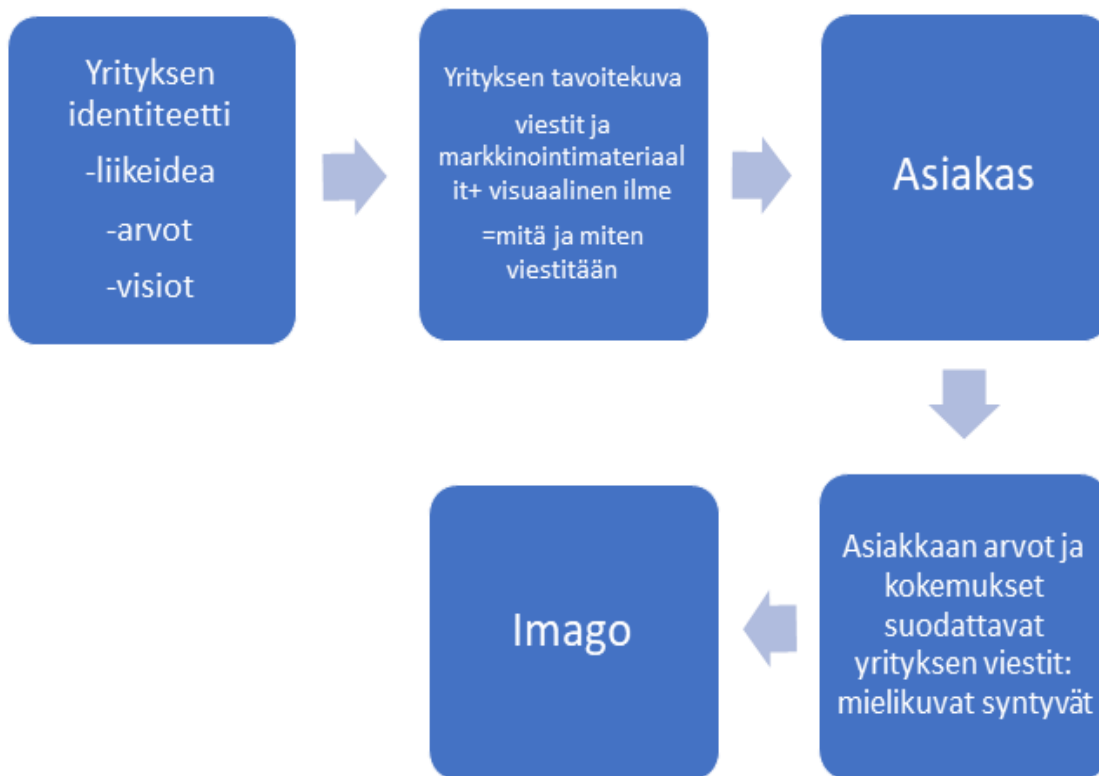 Yrityksen
identiteetti
-liikeidea
-arvot
-visiot
Yrityksen tavoitekuva
viestit ja
markkinointimateriaal
it+ visuaalinen ilme
=mitä ja miten
viestitään
Asiakas
Asiakkaan arvot ja
kokemukset
suodattavat
yrityksen viestit:
mielikuvat syntyvät
Imago